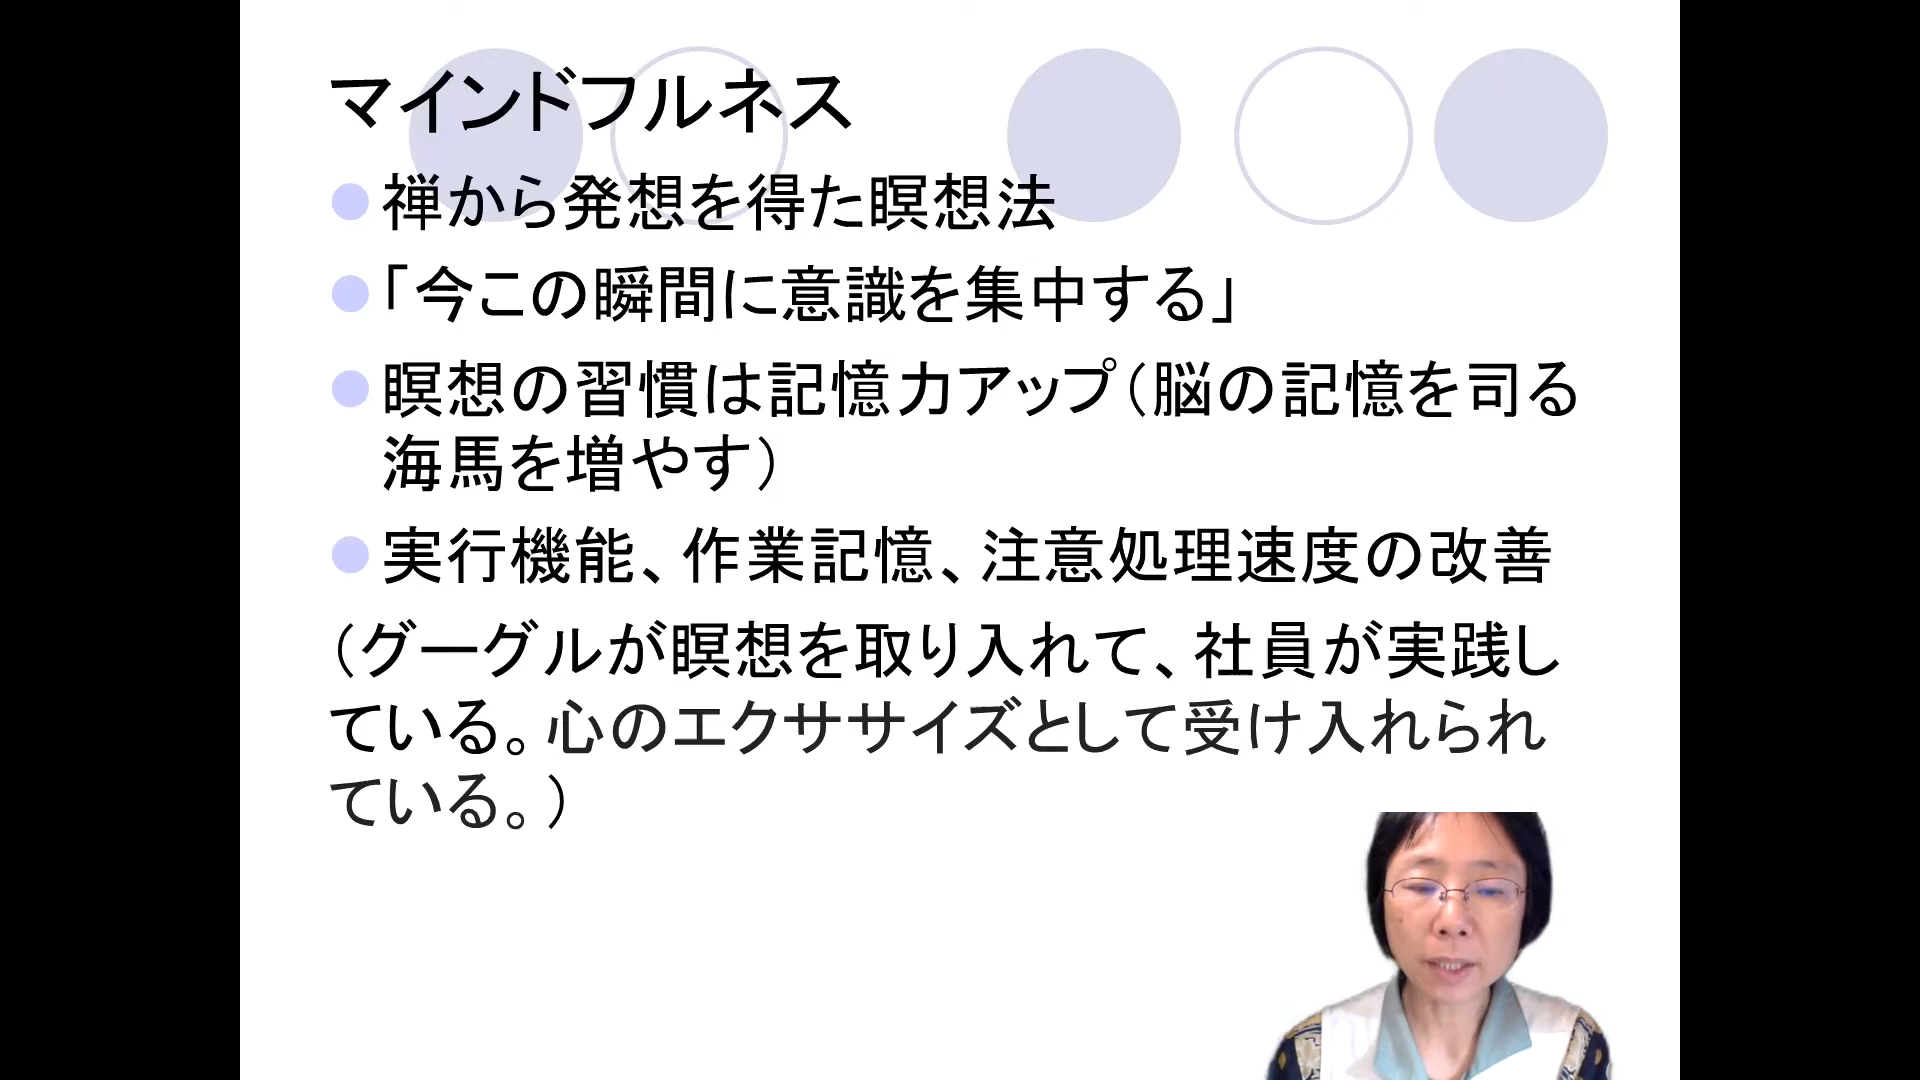 マインドフルネス
禅から発想を得た瞑想法
「今この瞬間に意識を集中する」
瞑想の習慣は記憶力アップ（脳の記憶を司る
海馬を増やす）
実行機能、作業記憶、注意処理速度の改善
（グーグルが瞑想を取り入れて、社員が実践し
ている。心のエクササイズとして受け入れられ
ている。）